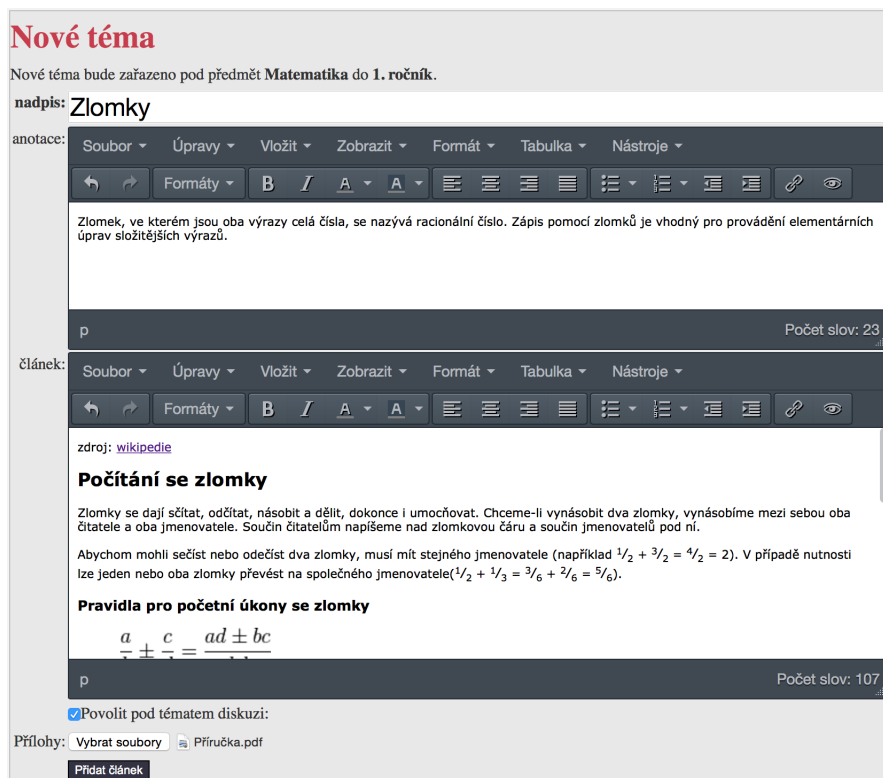 Nové téma
Nové téma bude zařazeno pod předmět Matematika do 1. ročník.
nadpis: Zlomky
anotace:
Soubor Úpravy Vložit Zobrazit Formát Tabulka Nástroje
Formáty B I A A
Zlomek, ve kterém jsou oba výrazy celá čísla, se nazývá racionální číslo. Zápis pomocí zlomků je vhodný pro provádění elementárních
úprav složitějších výrazů.
p Počet slov: 23
článek:
Soubor Úpravy Vložit Zobrazit Formát Tabulka Nástroje
Formáty B I A A
zdroj: wikipedie
Počítání se zlomky
Zlomky se dají sčítat, odčítat, násobit a dělit, dokonce i umocňovat. Chceme-li vynásobit dva zlomky, vynásobíme mezi sebou oba
čitatele a oba jmenovatele. Součin čitatelům napíšeme nad zlomkovou čáru a součin jmenovatelů pod ní.
Abychom mohli sečíst nebo odečíst dva zlomky, musí mít stejného jmenovatele (například 1/2 + 3/2 = 4/2 = 2). V případě nutnosti
lze jeden nebo oba zlomky převést na společného jmenovatele(1/2 + 1/3 = 3/6 + 2/6 = 5/6).
Pravidla pro početní úkony se zlomky
a ± c = ad ± bc
p Počet slov: 107
Povolit pod tématem diskuzi:
Přílohy: Vybrat soubory Příručka.pdf
Přidat článek